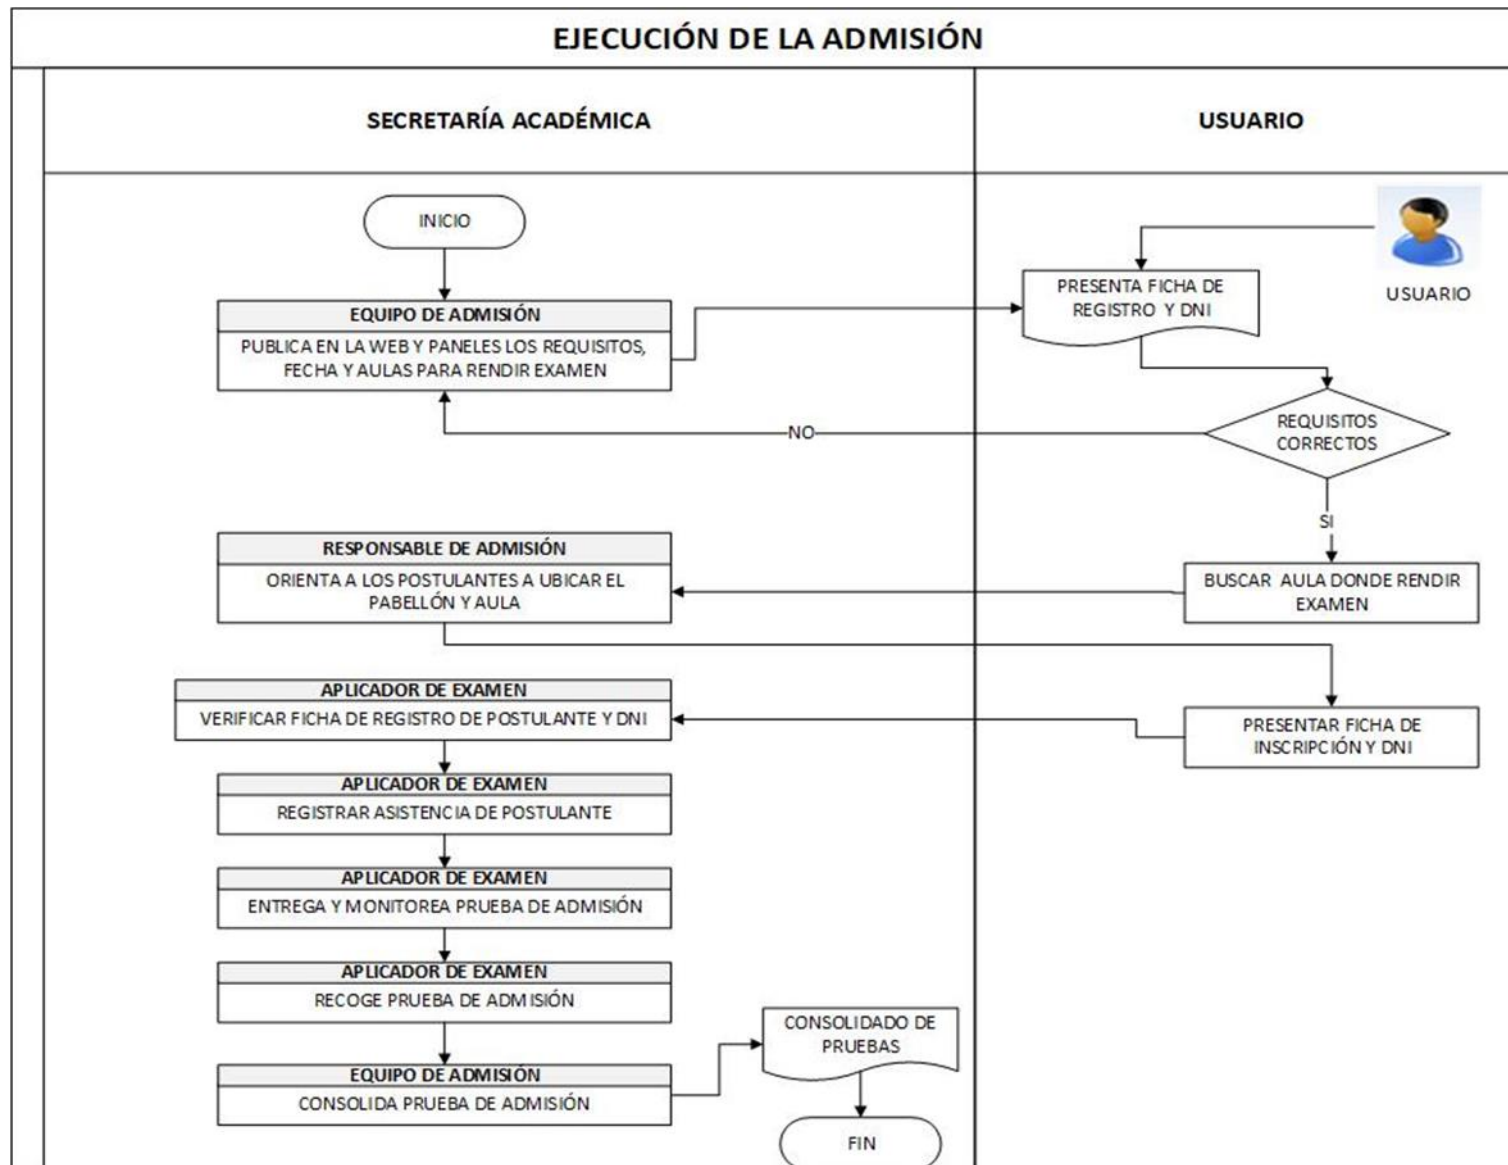 EJECUCIÓN DE LA ADMISIÓN
SECRETARÍA ACADÉMICA
USUARIO
INICIO
USUARIO
EQUIPO DE ADMISIÓN
PUBLICA EN LA WEB Y PANELES LOS REQUISITOS,
FECHA Y AULAS PARA RENDIR EXAMEN
PRESENTA FICHA DE
REGISTRO Y DNI
REQUISITOS
CORRECTOS
NO
SI
BUSCAR AULA DONDE RENDIR
EXAMEN
RESPONSABLE DE ADMISIÓN
ORIENTA A LOS POSTULANTES A UBICAR EL
PABELLÓN Y AULA
PRESENTAR FICHA DE
INSCRIPCIÓN Y DNI
APLICADOR DE EXAMEN
VERIFICAR FICHA DE REGISTRO DE POSTULANTE Y DNI
APLICADOR DE EXAMEN
REGISTRAR ASISTENCIA DE POSTULANTE
APLICADOR DE EXAMEN
ENTREGA Y MONITOREA PRUEBA DE ADMISIÓN
APLICADOR DE EXAMEN
RECOGE PRUEBA DE ADMISIÓN
EQUIPO DE ADMISIÓN
CONSOLIDA PRUEBA DE ADMISIÓN
CONSOLIDADO DE
PRUEBAS
FIN